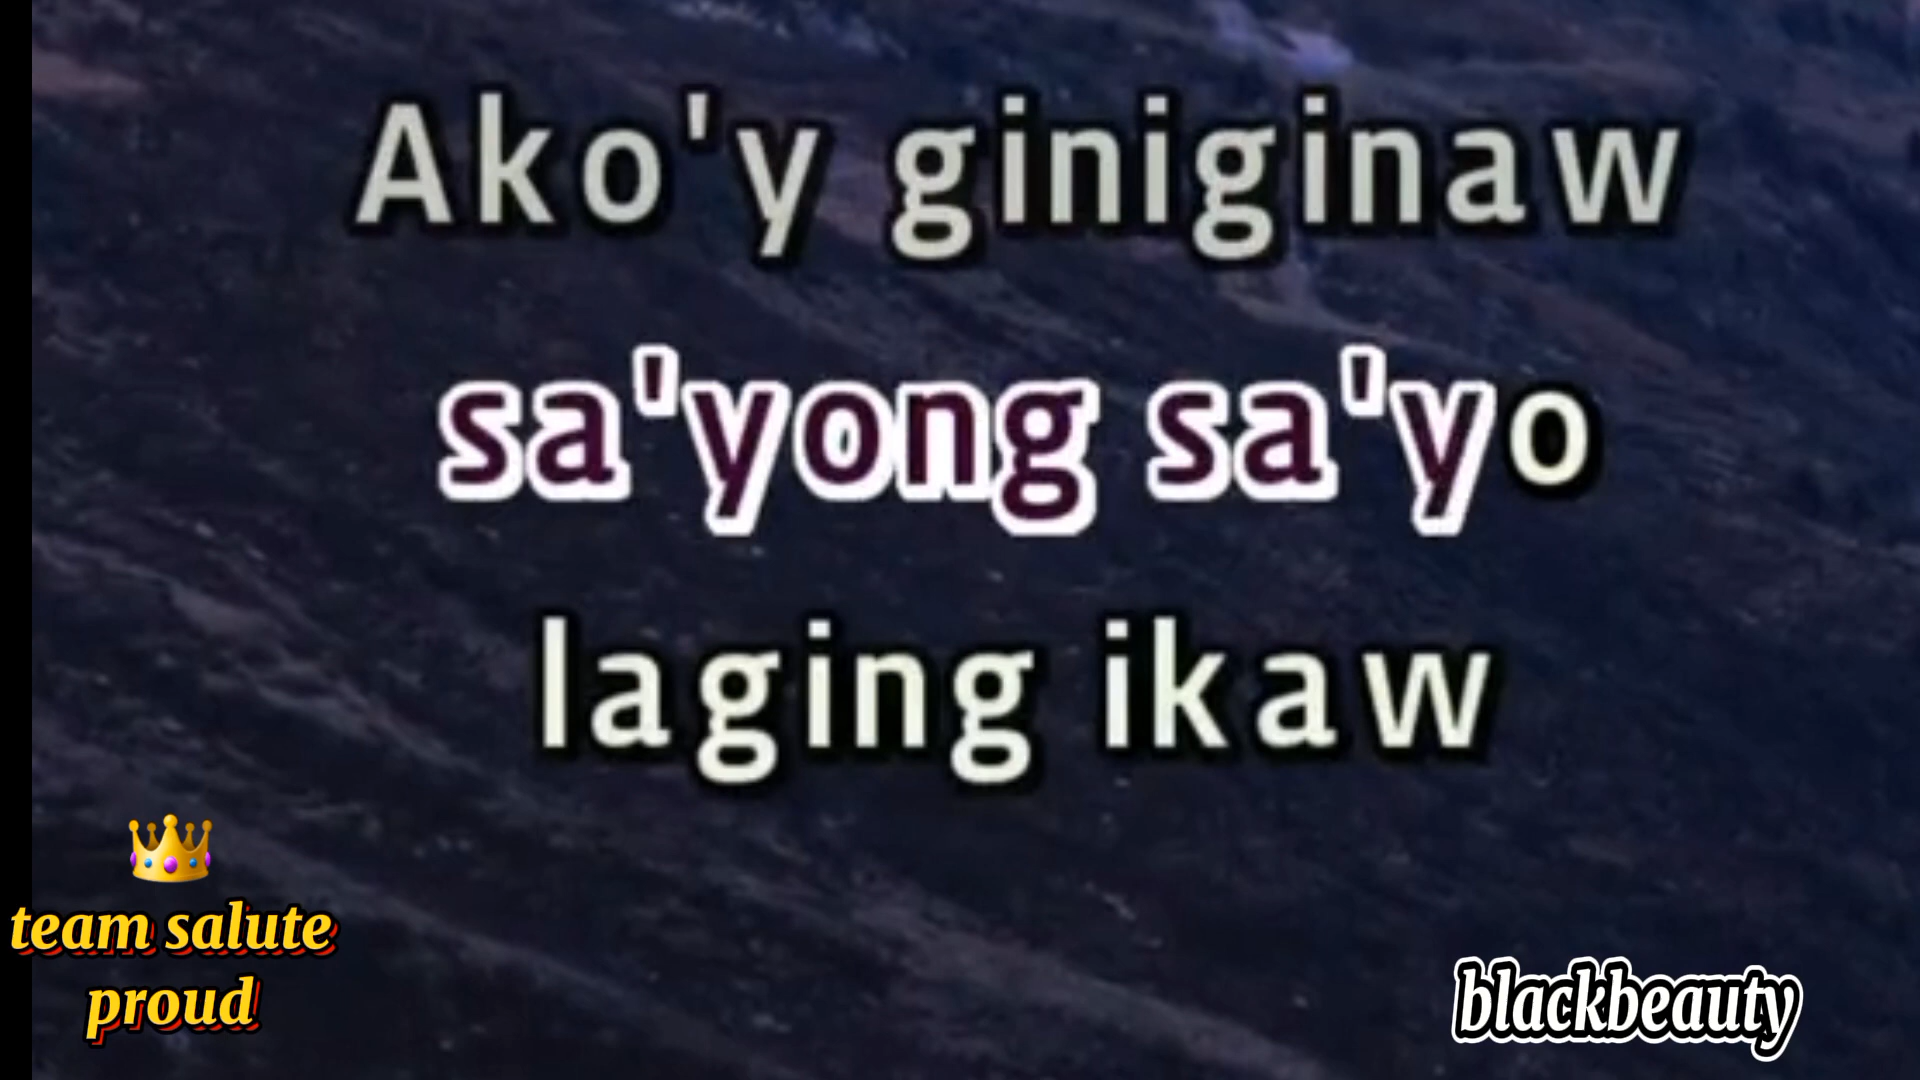 Ako'y giniginaw
sa'yong sa'yo
laging ikaw
team salute
proud
blackbeauty